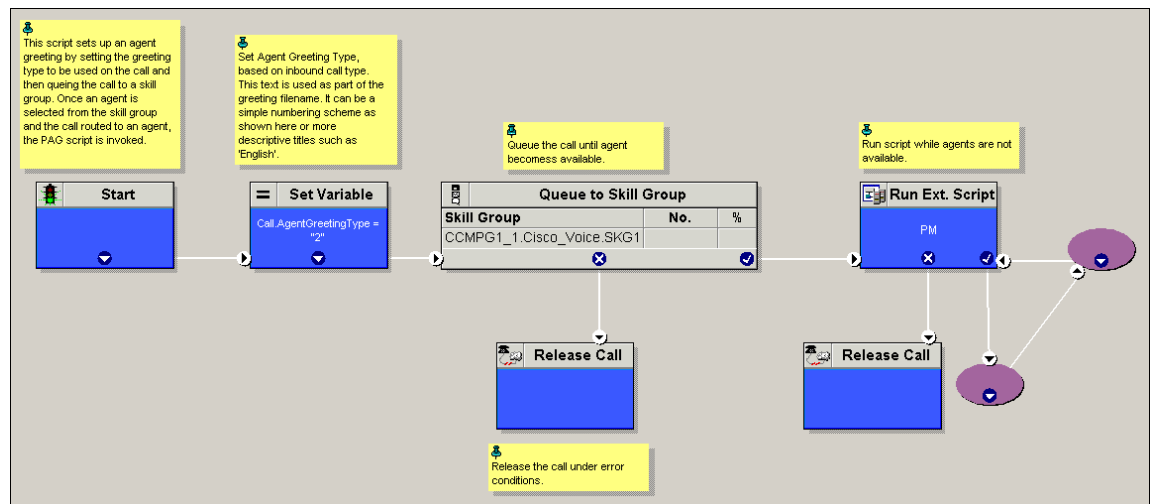 This script sets up an agent
greeting by setting the greeting
type to be used on the call and
then queing the call to a skill
group. Once an agent is
selected from the skill group
and the call routed to an agent,
the PAG script is invoked.
Set Agent Greeting Type,
based on inbound call type.
This text is used as part of the
greeting filename. It can be a
simple numbering scheme as
shown here or more
descriptive titles such as
'English'.
Queue the call until agent
becomess available.
Run script while agents are not
available.
Start
= Set Variable
Call.AgentGreetingType =
"2"
Queue to Skill Group
Skill Group No. %
CCMPG1_1.Cisco_Voice.SKG1
Run Ext. Script
PM
Release Call
Release Call
Release the call under error
conditions.